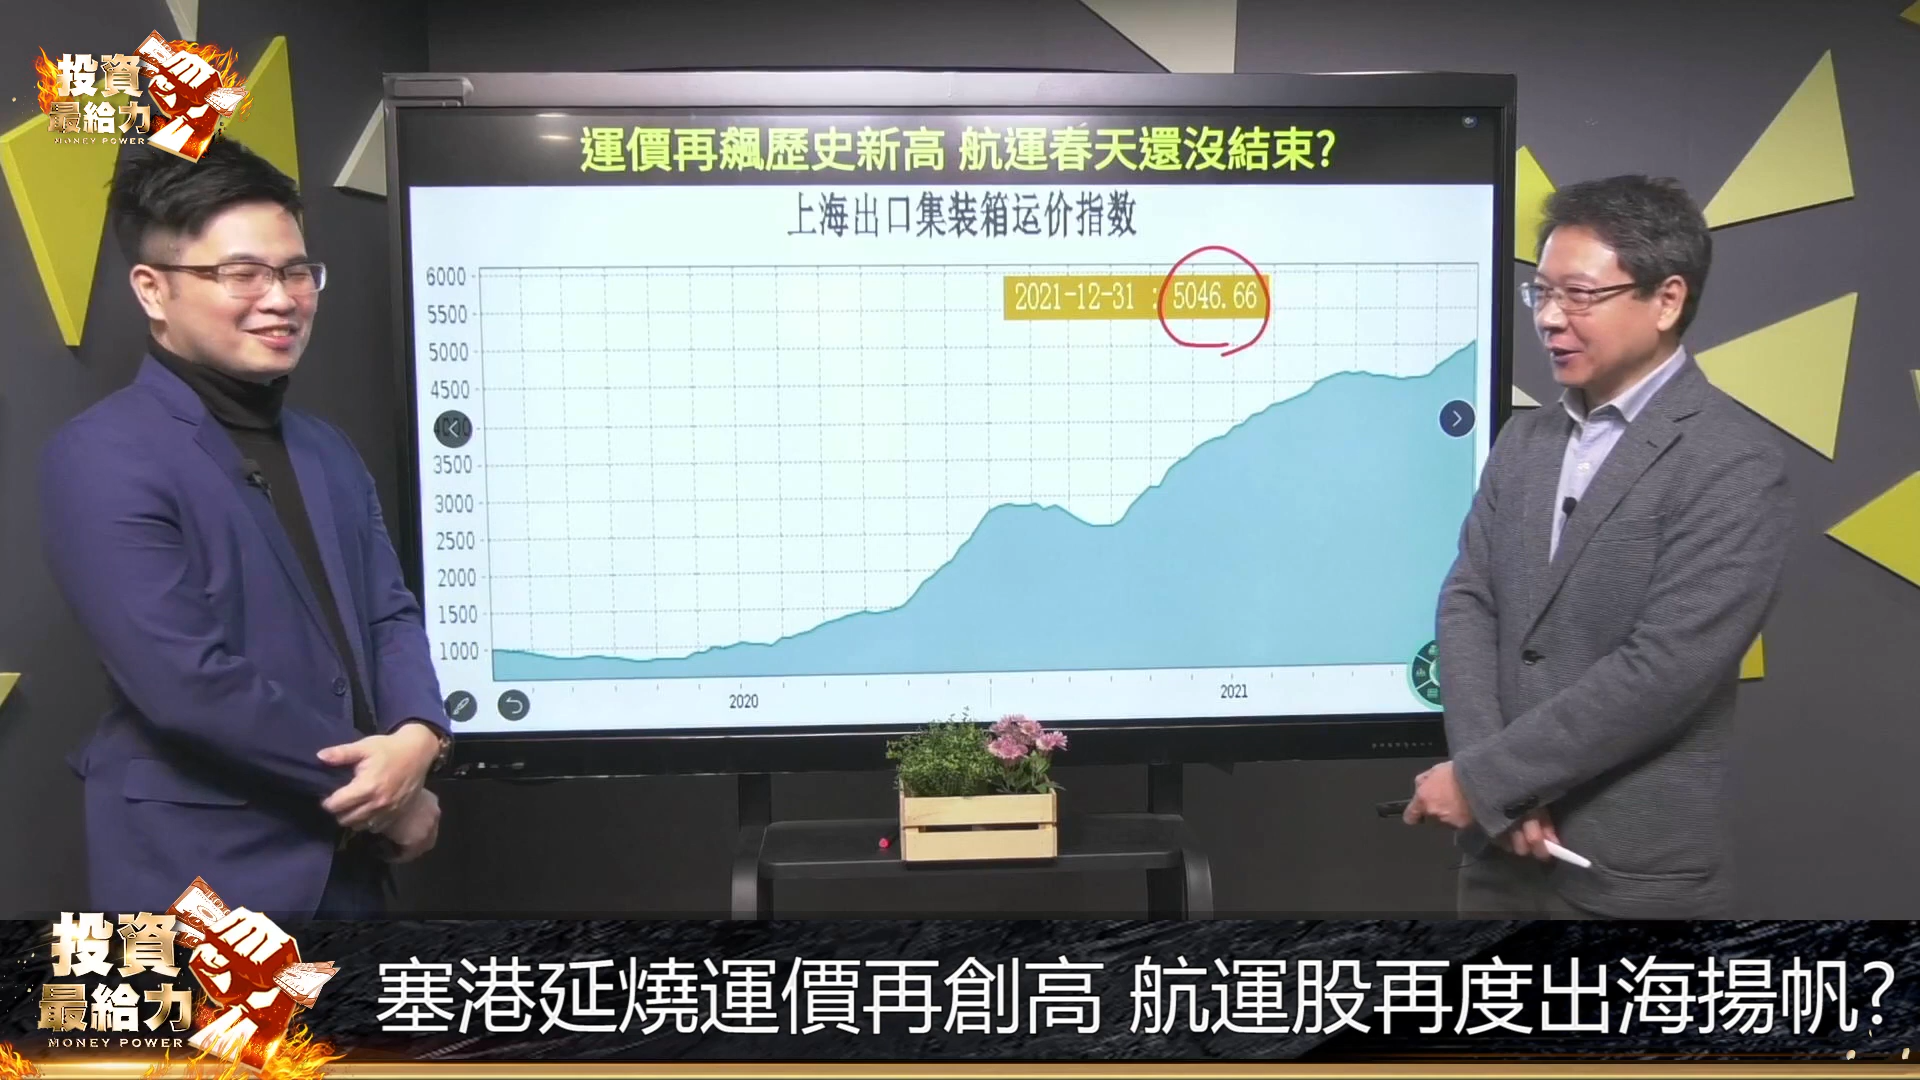 投資
最給力
MONEY POWER
運價再飆歷史新高 航運春天還沒結束?
上海出口集装箱运价指数
2021-12-31 : 5046.66
6000
5500
5000
4500
4000
3500
3000
2500
2000
1500
1000
2020
2021
投資
最給力
MONEY POWER
塞港延燒運價再創高 航運股再度出海揚帆?